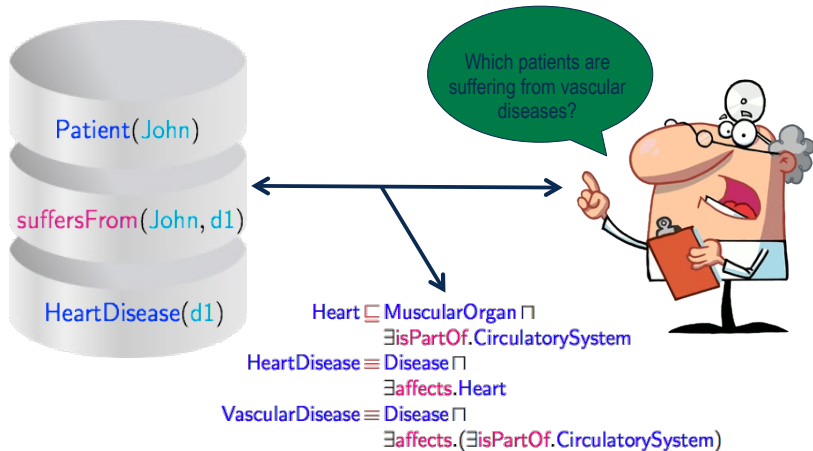 Which patients are
suffering from vascular
diseases?
Patient(John)
suffersFrom(John, d1)
HeartDisease(d1)
Heart ⊑ MuscularOrgan ⊓
∃isPartOf.CirculatorySystem
HeartDisease ≡ Disease ⊓
∃affects.Heart
VascularDisease ≡ Disease ⊓
∃affects.(∃isPartOf.CirculatorySystem)